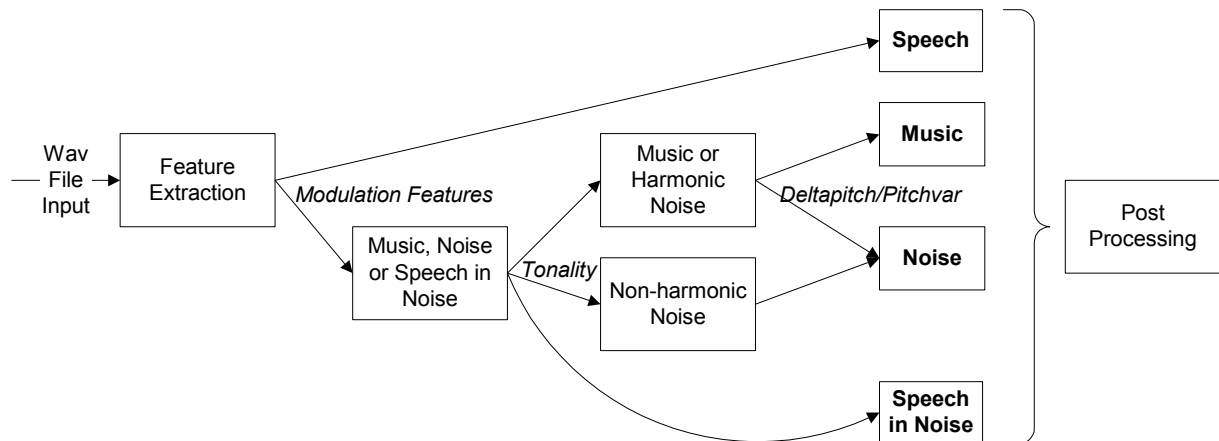 Wav
File
Input
Feature
Extraction
Modulation Features
Music, Noise
or Speech in
Noise
Tonality
Music or
Harmonic
Noise
Non-harmonic
Noise
Deltapitch/Pitchvar
Speech
Music
Noise
Speech
in Noise
Post
Processing